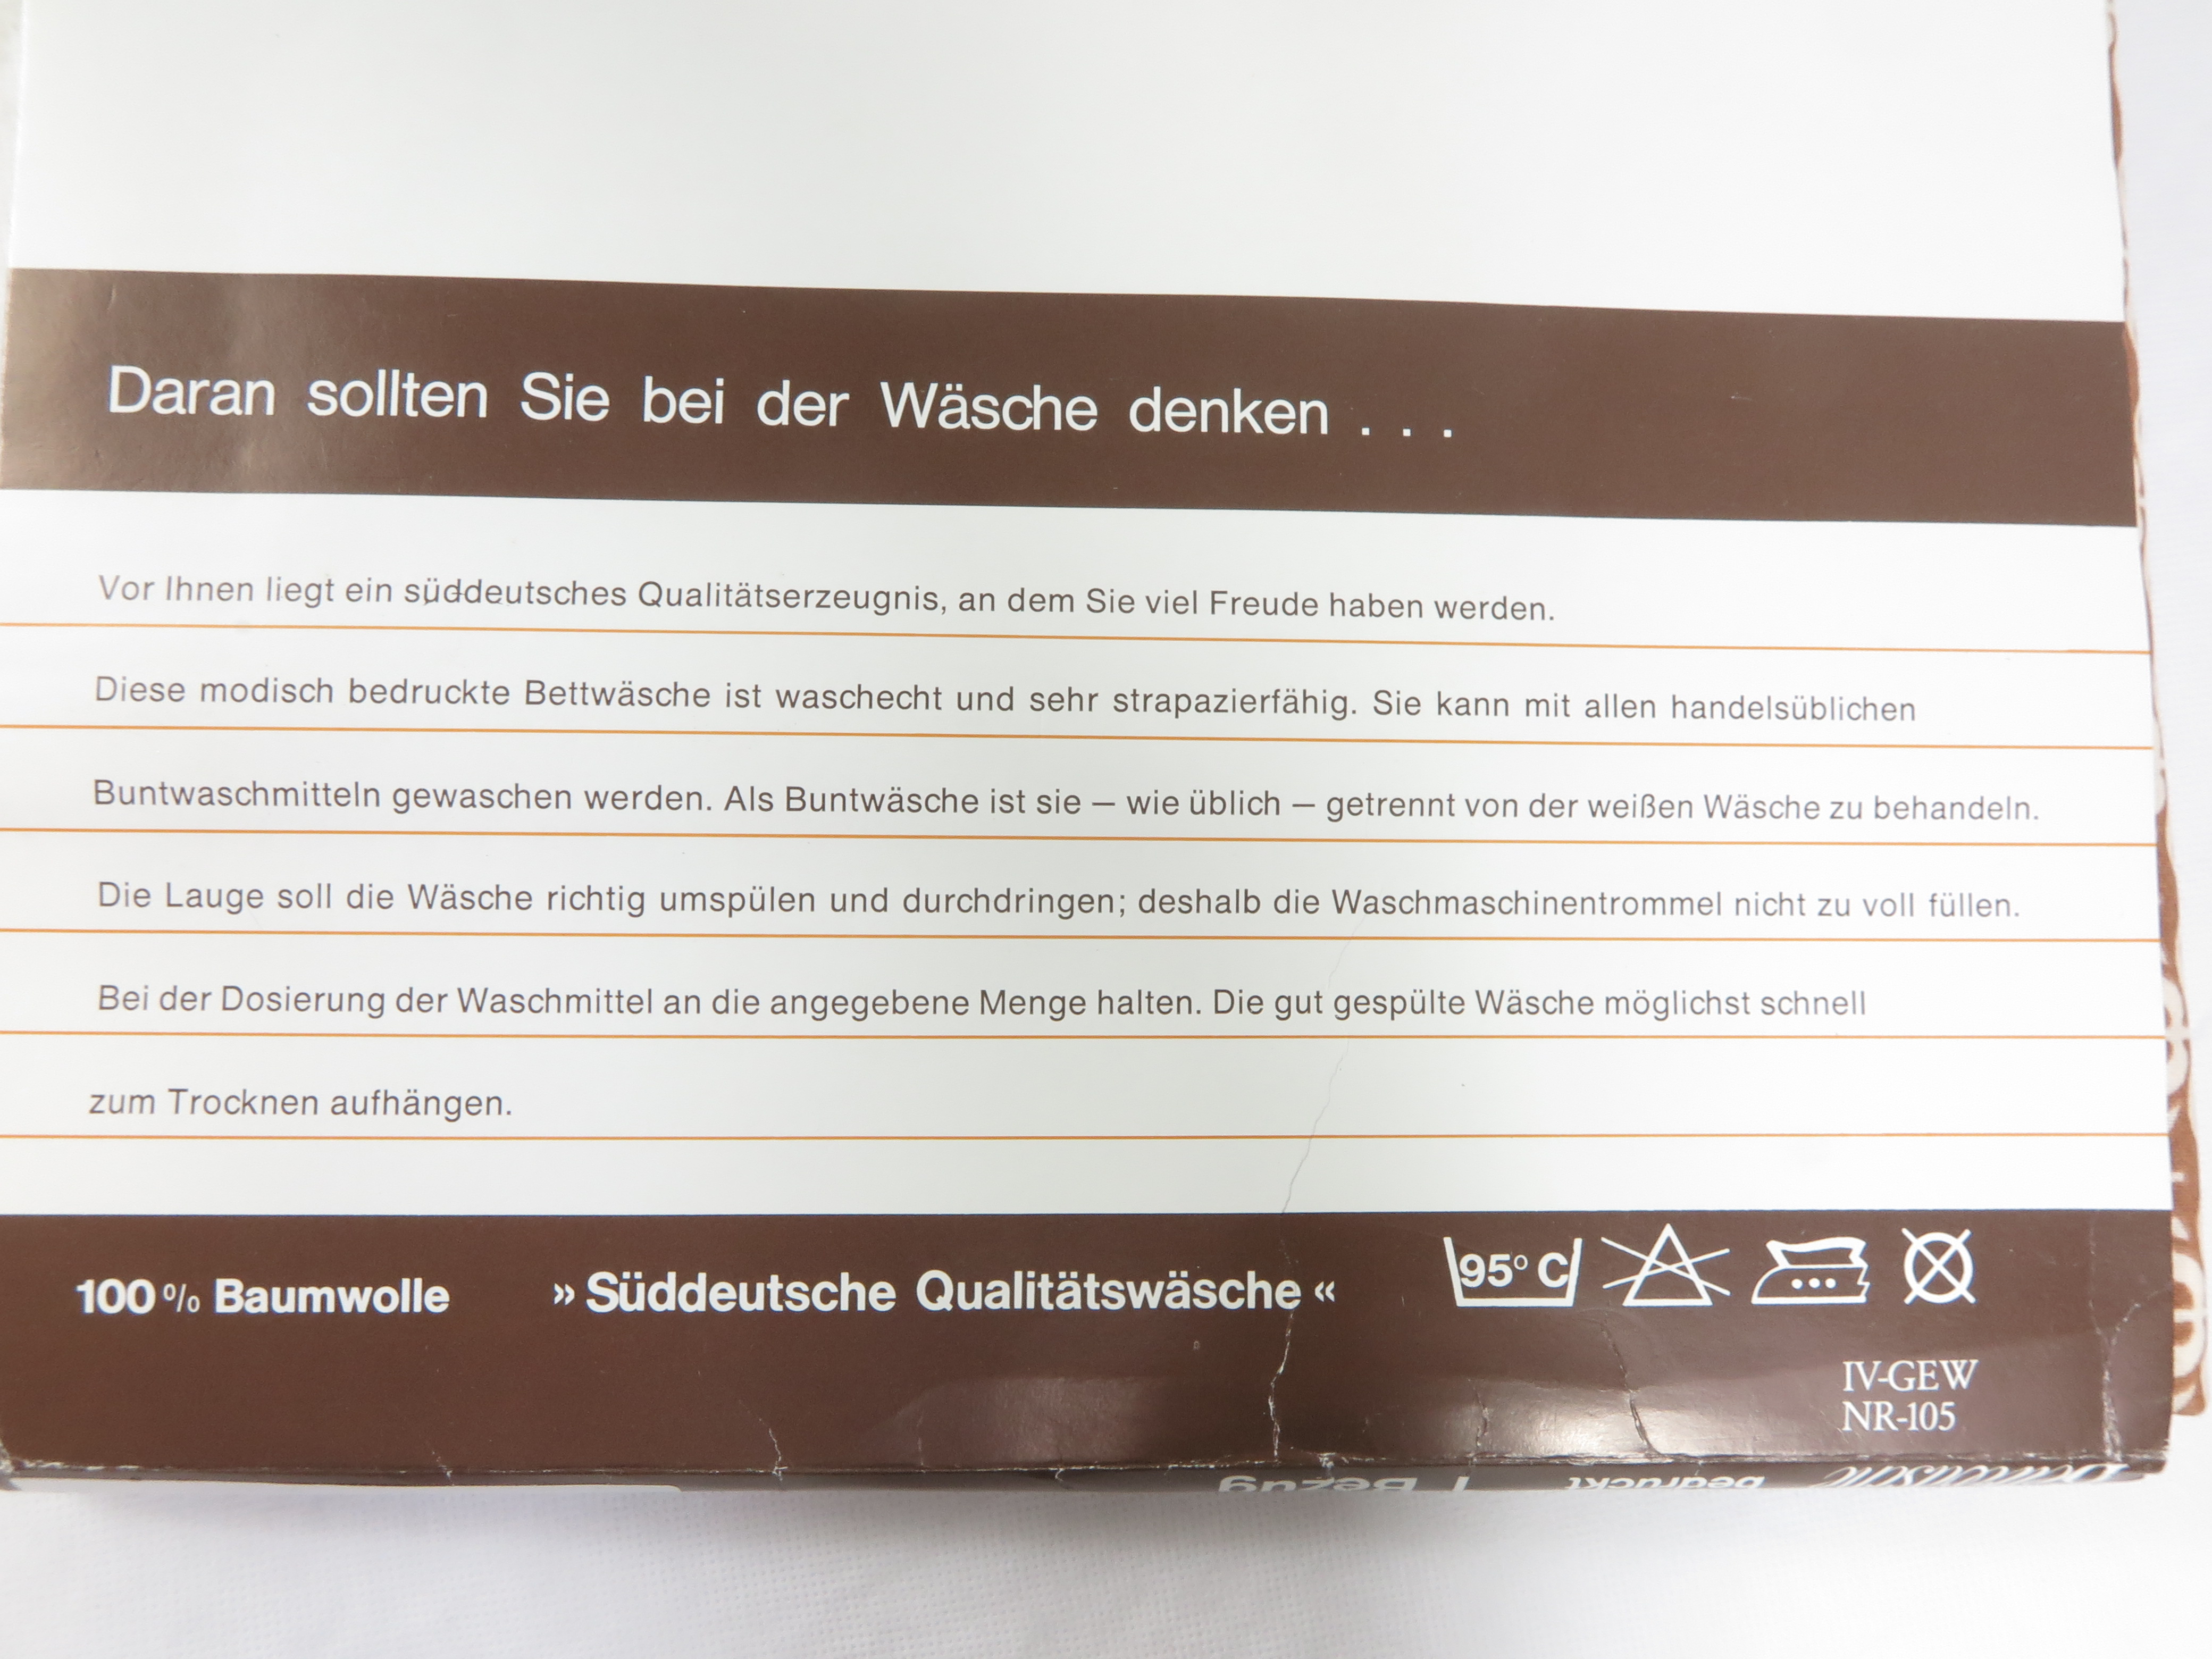 Daran sollten Sie bei der Wäsche denken . . .
Vor Ihnen liegt ein süddeutsches Qualitätserzeugnis, an dem Sie viel Freude haben werden.
Diese modisch bedruckte Bettwäsche ist waschecht und sehr strapazierfähig. Sie kann mit allen handelsüblichen
Buntwaschmitteln gewaschen werden. Als Buntwäsche ist sie – wie üblich – getrennt von der weißen Wäsche zu behandeln.
Die Lauge soll die Wäsche richtig umspülen und durchdringen; deshalb die Waschmaschinentrommel nicht zu voll füllen.
Bei der Dosierung der Waschmittel an die angegebene Menge halten. Die gut gespülte Wäsche möglichst schnell
zum Trocknen aufhängen.
100% Baumwolle »Süddeutsche Qualitätswäsche« 95°C
IV-GEW
NR-105
bedruckt 1 Bezug